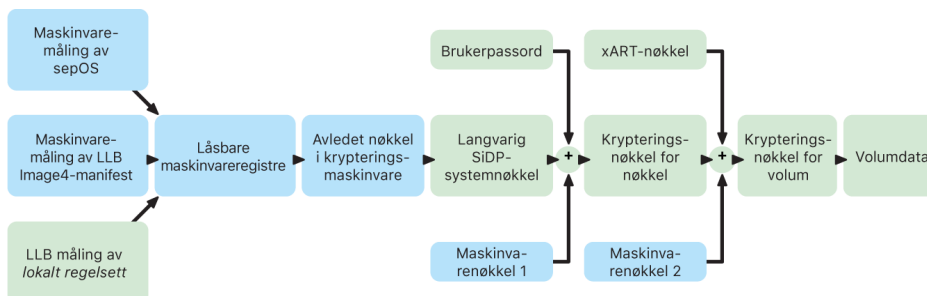 Maskinvare-
måling av
sepOS
Maskinvare-
måling av LLB
Image4-manifest
LLB måling av
lokalt regelsett
Låsbare
maskinvareregistre
Avledet nøkkel
i krypterings-
maskinvare
Brukerpassord
Langvarig
SiDP-
systemnøkkel
Maskinva-
renøkkel 1
+
xART-nøkkel
Krypterings-
nøkkel for
nøkkel
Maskinva-
renøkkel 2
+
Krypterings-
nøkkel for
volum
Volumdata